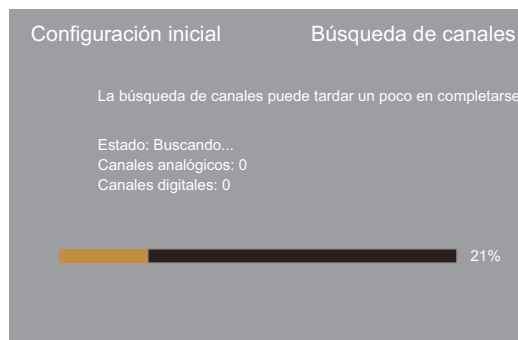 Configuración inicial Búsqueda de canales
La búsqueda de canales puede tardar un poco en completarse
Estado: Buscando...
Canales analógicos: 0
Canales digitales: 0
21%